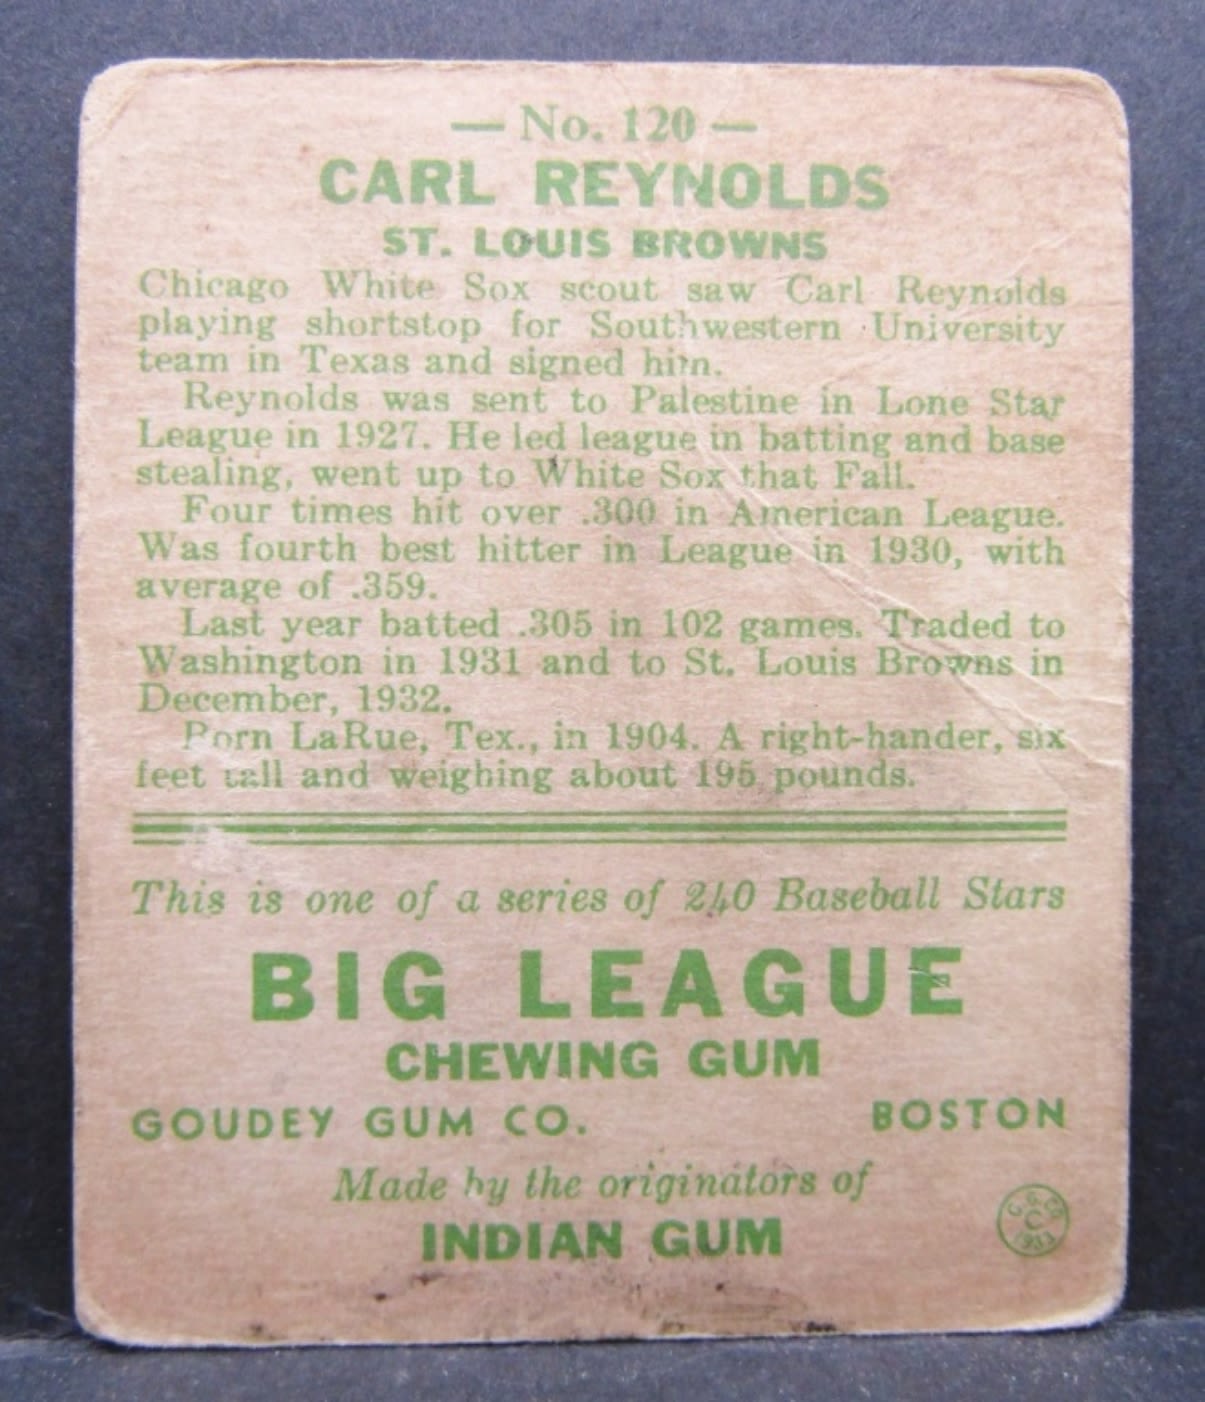 — No. 120 —
CARL REYNOLDS
ST. LOUIS BROWNS
Chicago White Sox scout saw Carl Reynolds
playing shortstop for Southwestern University
team in Texas and signed him.
Reynolds was sent to Palestine in Lone Star
League in 1927. He led league in batting and base
stealing, went up to White Sox that Fall.
Four times hit over .300 in American League.
Was fourth best hitter in League in 1930, with
average of .359.
Last year batted .305 in 102 games. Traded to
Washington in 1931 and to St. Louis Browns in
December, 1932.
Born LaRue, Tex., in 1904. A right-hander, six
feet tall and weighing about 195 pounds.
This is one of a series of 240 Baseball Stars
BIG LEAGUE
CHEWING GUM
GOUDEY GUM CO. BOSTON
Made by the originators of
INDIAN GUM